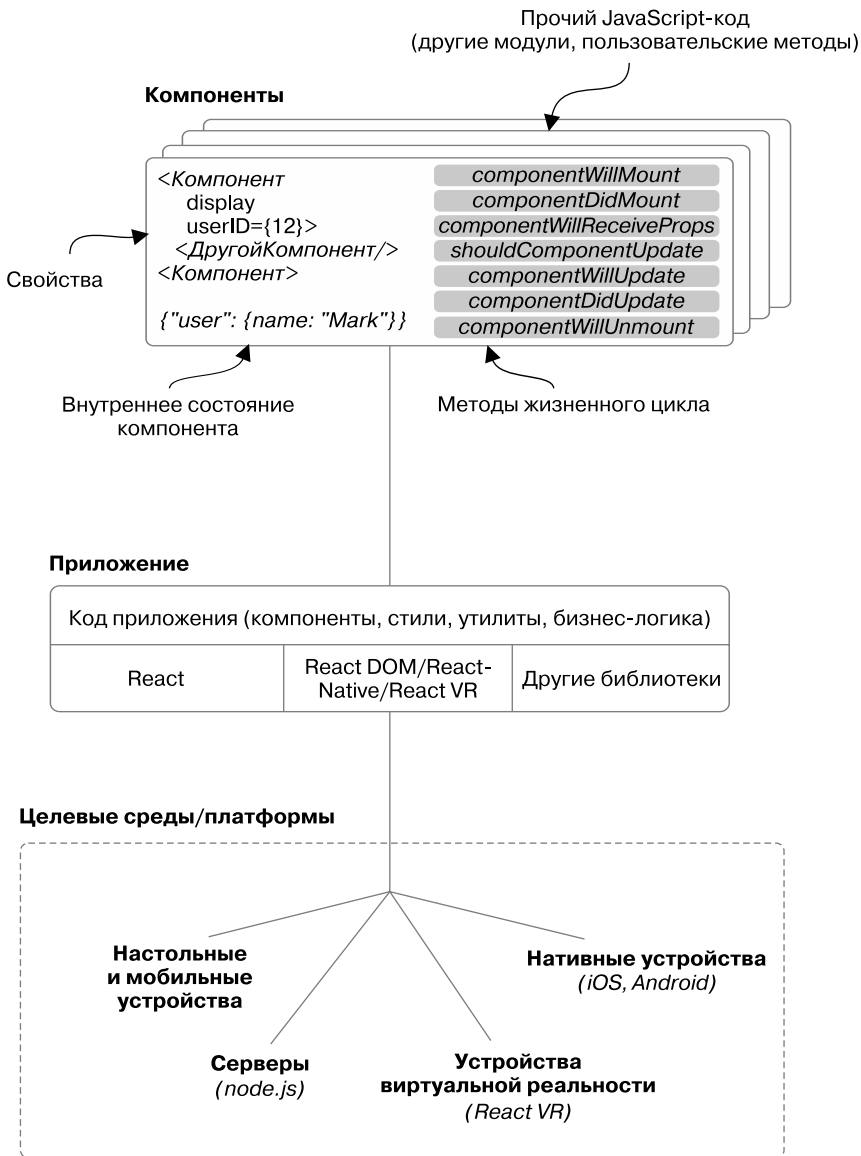 Прочий JavaScript-код
(другие модули, пользовательские методы)
Компоненты
<Компонент
display
userID={12}>
<ДругойКомпонент/>
<Компонент>
{"user": {name: "Mark"}}
componentWillMount
componentDidMount
componentWillReceiveProps
shouldComponentUpdate
componentWillUpdate
componentDidUpdate
componentWillUnmount
Свойства
Внутреннее состояние
компонента
Методы жизненного цикла
Приложение
Код приложения (компоненты, стили, утилиты, бизнес-логика)
React
React DOM/React-
Native/React VR
Другие библиотеки
Целевые среды/платформы
Настольные
и мобильные
устройства
Нативные устройства
(iOS, Android)
Серверы
(node.js)
Устройства
виртуальной реальности
(React VR)